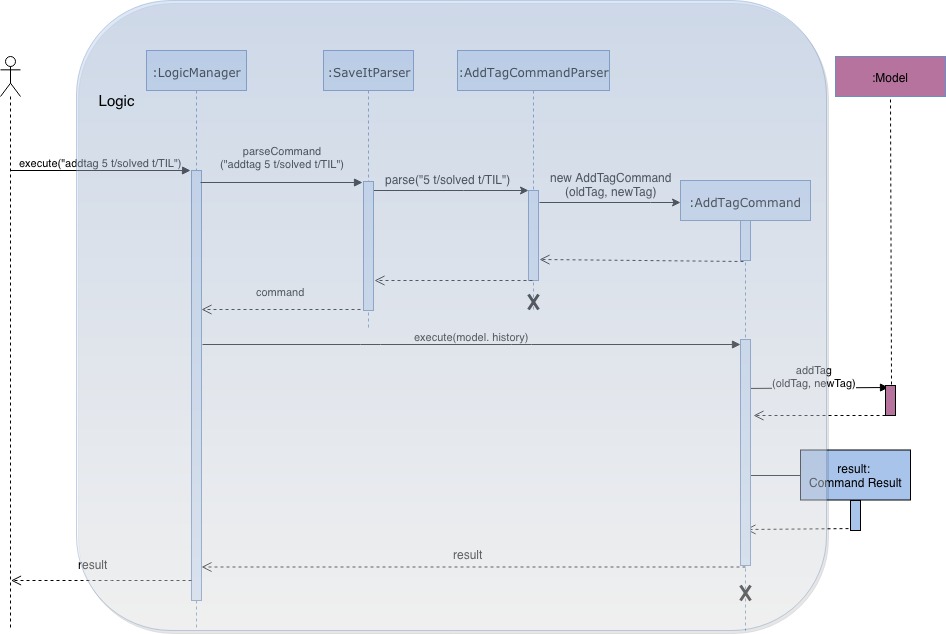 :LogicManager
:SaveItParser
:AddTagCommandParser
:Model
Logic
execute("addtag 5 t/solved t/TIL")
parseCommand
("addtag 5 t/solved t/TIL")
parse("5 t/solved t/TIL")
new AddTagCommand
(oldTag, newTag)
:AddTagCommand
X
command
execute(model. history)
addTag
(oldTag, newTag)
result:
Command Result
result
result
X